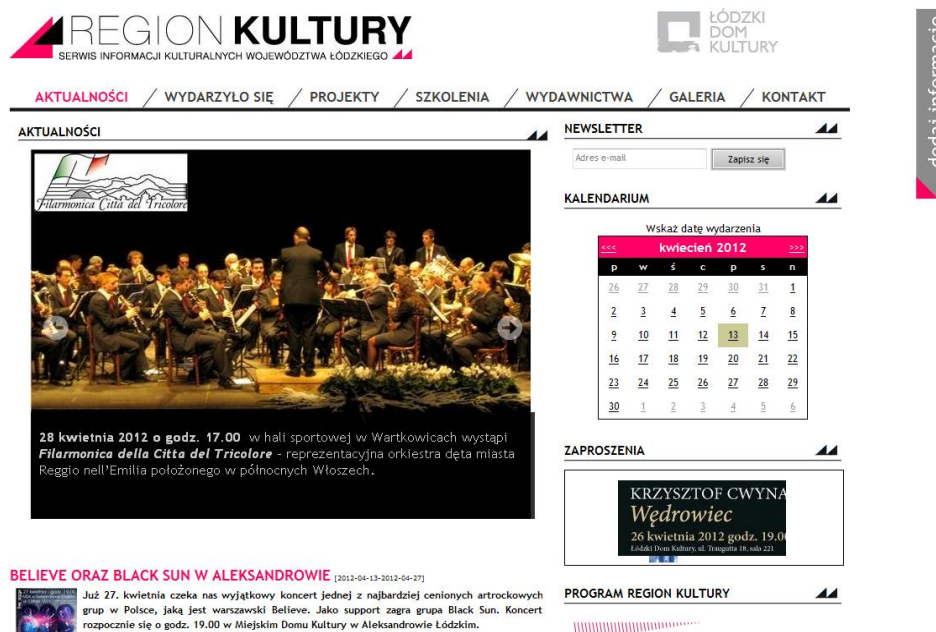 REGION KULTURY
SERWIS INFORMACJI KULTURALNYCH WOJEWÓDZTWA ŁÓDZKIEGO
ŁÓDZKI
DOM
KULTURY
dodaj informację
AKTUALNOŚCI / WYDARZYŁO SIĘ / PROJEKTY / SZKOLENIA / WYDAWNICTWA / GALERIA / KONTAKT
AKTUALNOŚCI
Filarmonica Città del Tricolore
28 kwietnia 2012 o godz. 17.00 w hali sportowej w Wartkowicach wystąpi
Filarmonica della Citta del Tricolore - reprezentacyjna orkiestra dęta miasta
Reggio nell'Emilia położonego w północnych Włoszech.
BELIEVE ORAZ BLACK SUN W ALEKSANDROWIE [2012-04-13-2012-04-27]
Już 27. kwietnia czeka nas wyjątkowy koncert jednej z najbardziej cenionych artrockowych
grup w Polsce, jaką jest warszawski Believe. Jako support zagra grupa Black Sun. Koncert
rozpocznie się o godz. 19.00 w Miejskim Domu Kultury w Aleksandrowie Łódzkim.
NEWSLETTER
Adres e-mail
Zapisz się
KALENDARIUM
Wskaż datę wydarzenia
<<< kwiecień 2012 >>>
p w ś c p s n
26 27 28 29 30 31 1
2 3 4 5 6 7 8
9 10 11 12 13 14 15
16 17 18 19 20 21 22
23 24 25 26 27 28 29
30 1 2 3 4 5 6
ZAPROSZENIA
KRZYSZTOF CWYNA
Wędrowiec
26 kwietnia 2012 godz. 19.00
Łódzki Dom Kultury, ul. Traugutta 18, sala 221
PROGRAM REGION KULTURY